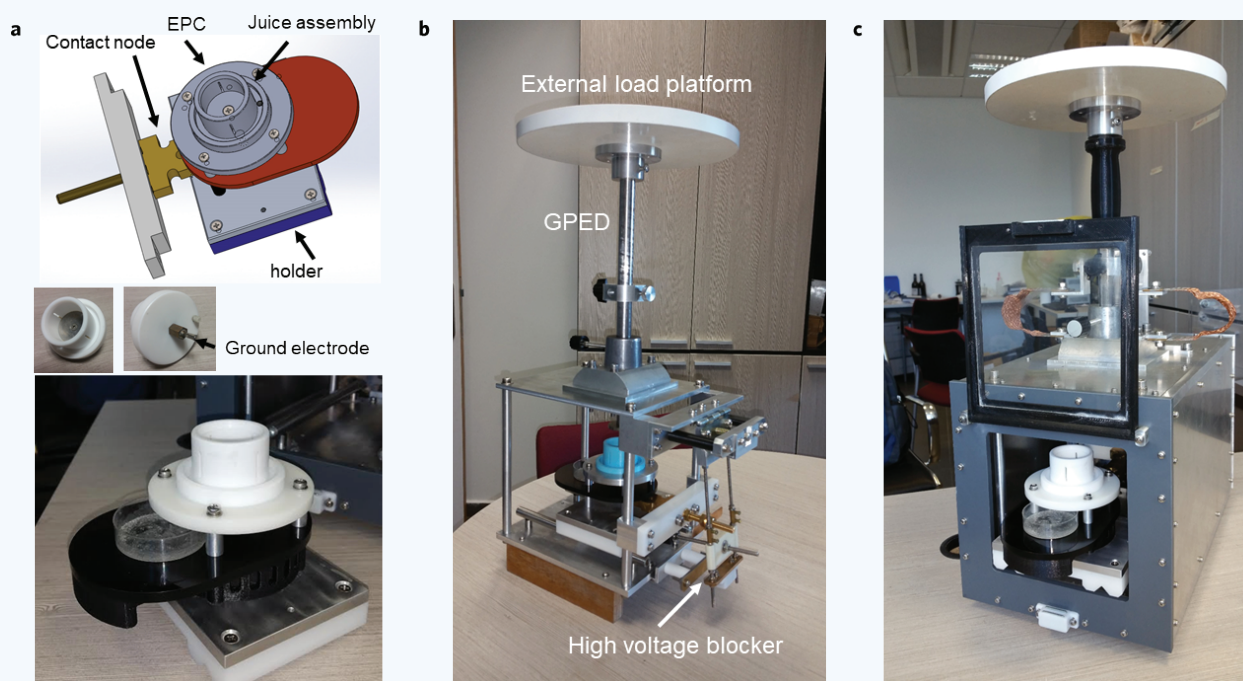 a
EPC
Juice assembly
Contact node
holder
Ground electrode
b
External load platform
GPED
High voltage blocker
c